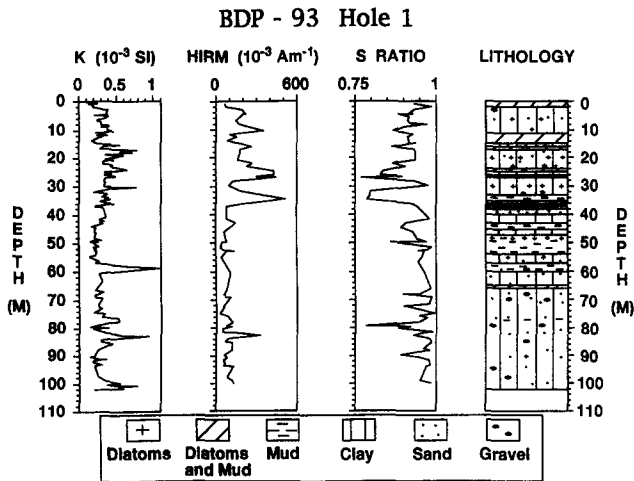 BDP - 93 Hole 1
K (10⁻³ SI) HIRM (10⁻³ Am⁻¹) S RATIO LITHOLOGY
0 0.5 1 0 600 0.75 1
0 0
10 10
20 20
30 30
40 40
50 50
60 60
70 70
80 80
90 90
100 100
110 110
DEPTH (M) DEPTH (M)
Diatoms Diatoms and Mud Mud Clay Sand Gravel